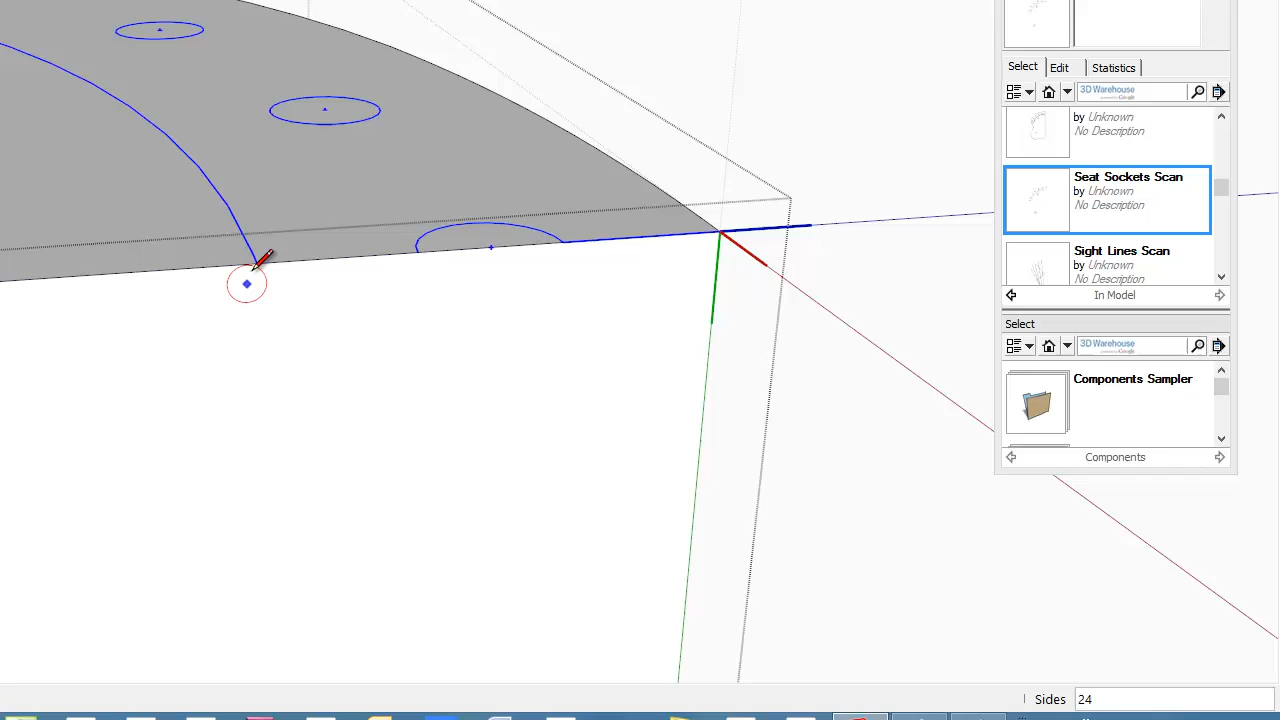 Select
Edit
Statistics
3D Warehouse
by Unknown
No Description
Seat Sockets Scan
by Unknown
No Description
Sight Lines Scan
by Unknown
No Description
In Model
Select
3D Warehouse
Components Sampler
Components
Sides 24